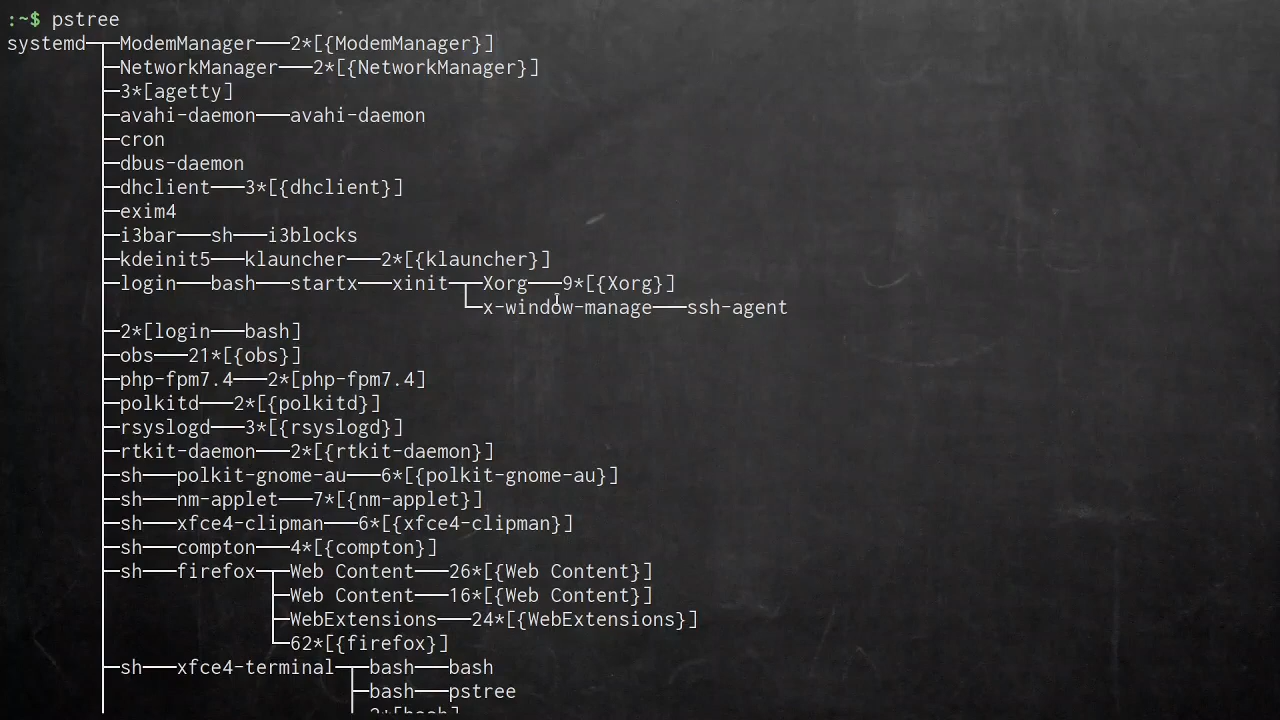 :~$ pstree
systemd─┬─ModemManager───2*[{ModemManager}]
        ├─NetworkManager───2*[{NetworkManager}]
        ├─3*[agetty]
        ├─avahi-daemon───avahi-daemon
        ├─cron
        ├─dbus-daemon
        ├─dhclient───3*[{dhclient}]
        ├─exim4
        ├─i3bar───sh───i3blocks
        ├─kdeinit5───klauncher───2*[{klauncher}]
        ├─login───bash───startx───xinit─┬─Xorg───9*[{Xorg}]
        │                               └─x-window-manage───ssh-agent
        ├─2*[login───bash]
        ├─obs───21*[{obs}]
        ├─php-fpm7.4───2*[php-fpm7.4]
        ├─polkitd───2*[{polkitd}]
        ├─rsyslogd───3*[{rsyslogd}]
        ├─rtkit-daemon───2*[{rtkit-daemon}]
        ├─sh───polkit-gnome-au───6*[{polkit-gnome-au}]
        ├─sh───nm-applet───7*[{nm-applet}]
        ├─sh───xfce4-clipman───6*[{xfce4-clipman}]
        ├─sh───compton───4*[{compton}]
        ├─sh───firefox─┬─Web Content───26*[{Web Content}]
        │              ├─Web Content───16*[{Web Content}]
        │              ├─WebExtensions───24*[{WebExtensions}]
        │              └─62*[{firefox}]
        ├─sh───xfce4-terminal─┬─bash───bash
        │                     ├─bash───pstree